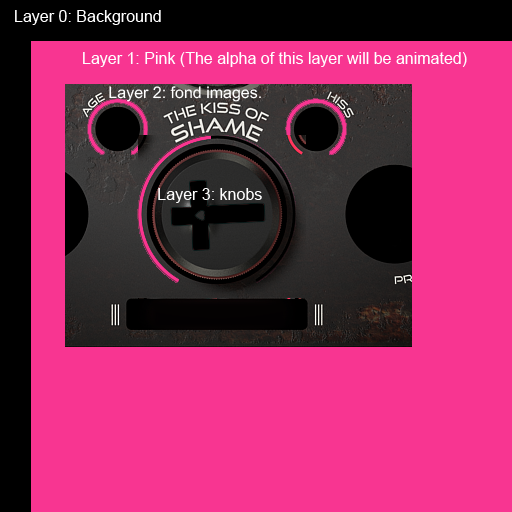 Layer 0: Background
Layer 1: Pink (The alpha of this layer will be animated)
Layer 2: fond images.
AGE
HISS
THE KISS OF
SHAME
Layer 3: knobs
PR